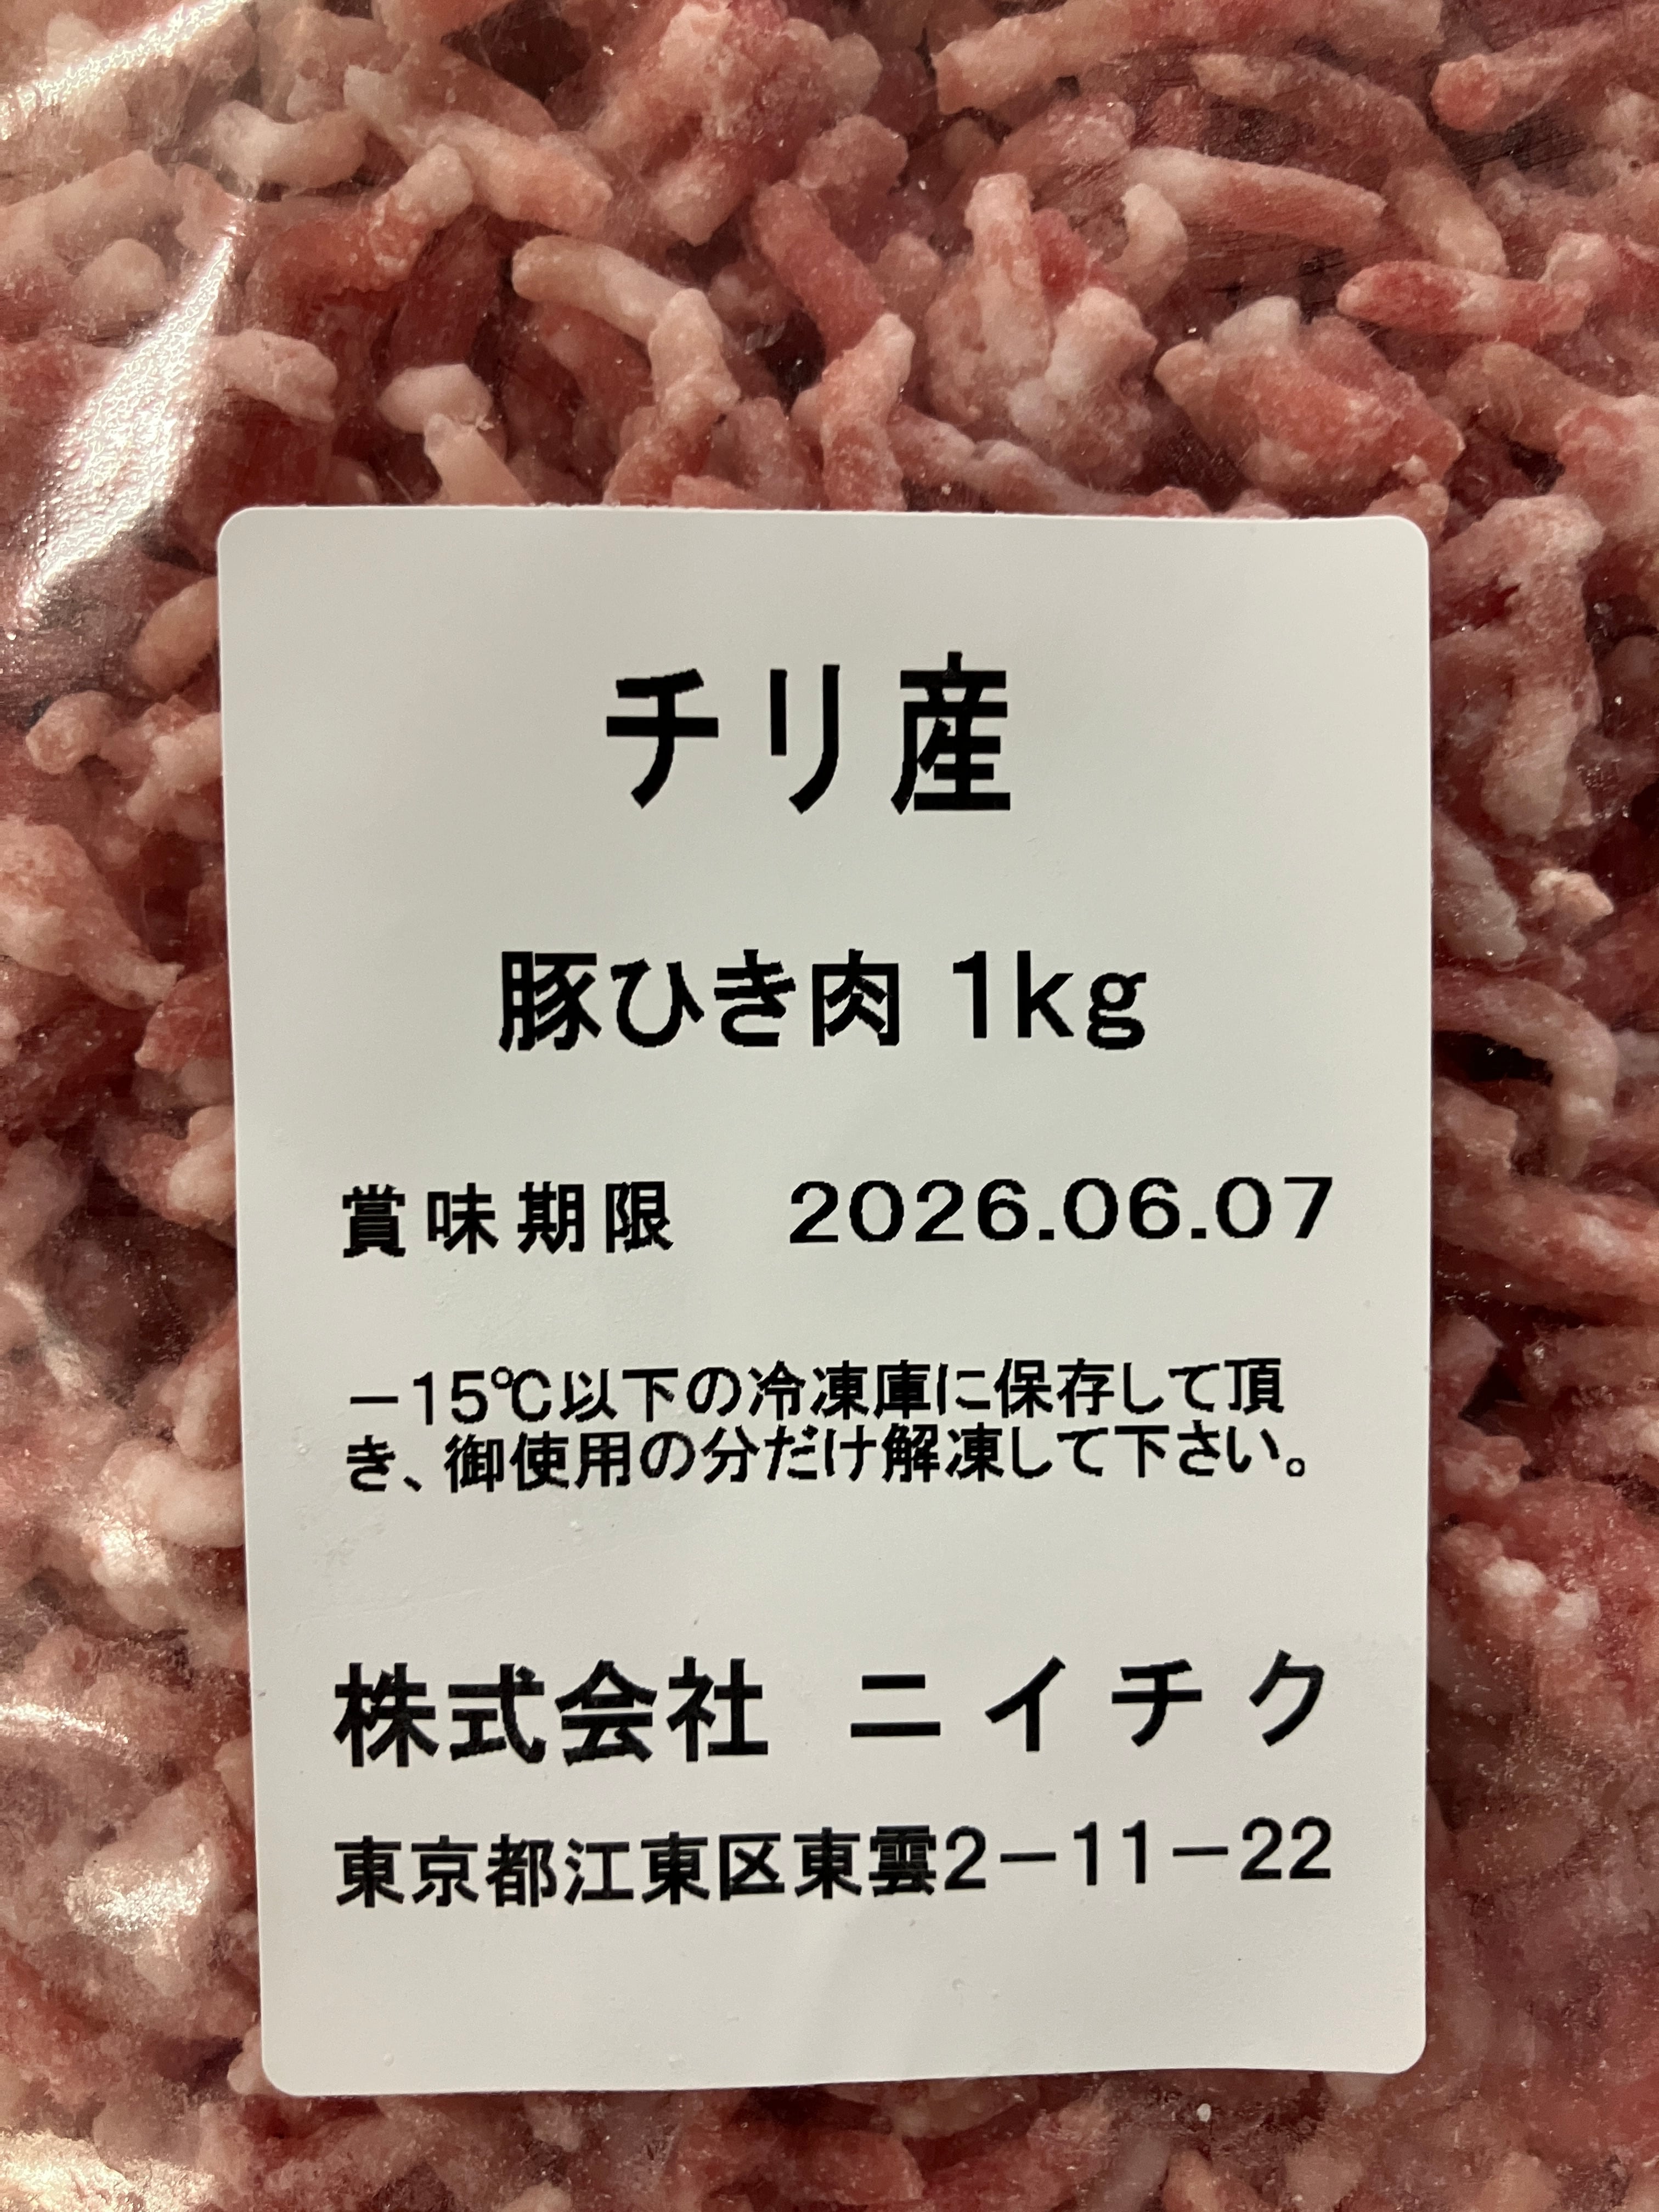 チリ産
豚ひき肉 1kg
賞味期限 2026.06.07
－15℃以下の冷凍庫に保存して頂
き、御使用の分だけ解凍して下さい。
株式会社 ニイチク
東京都江東区東雲2－11－22